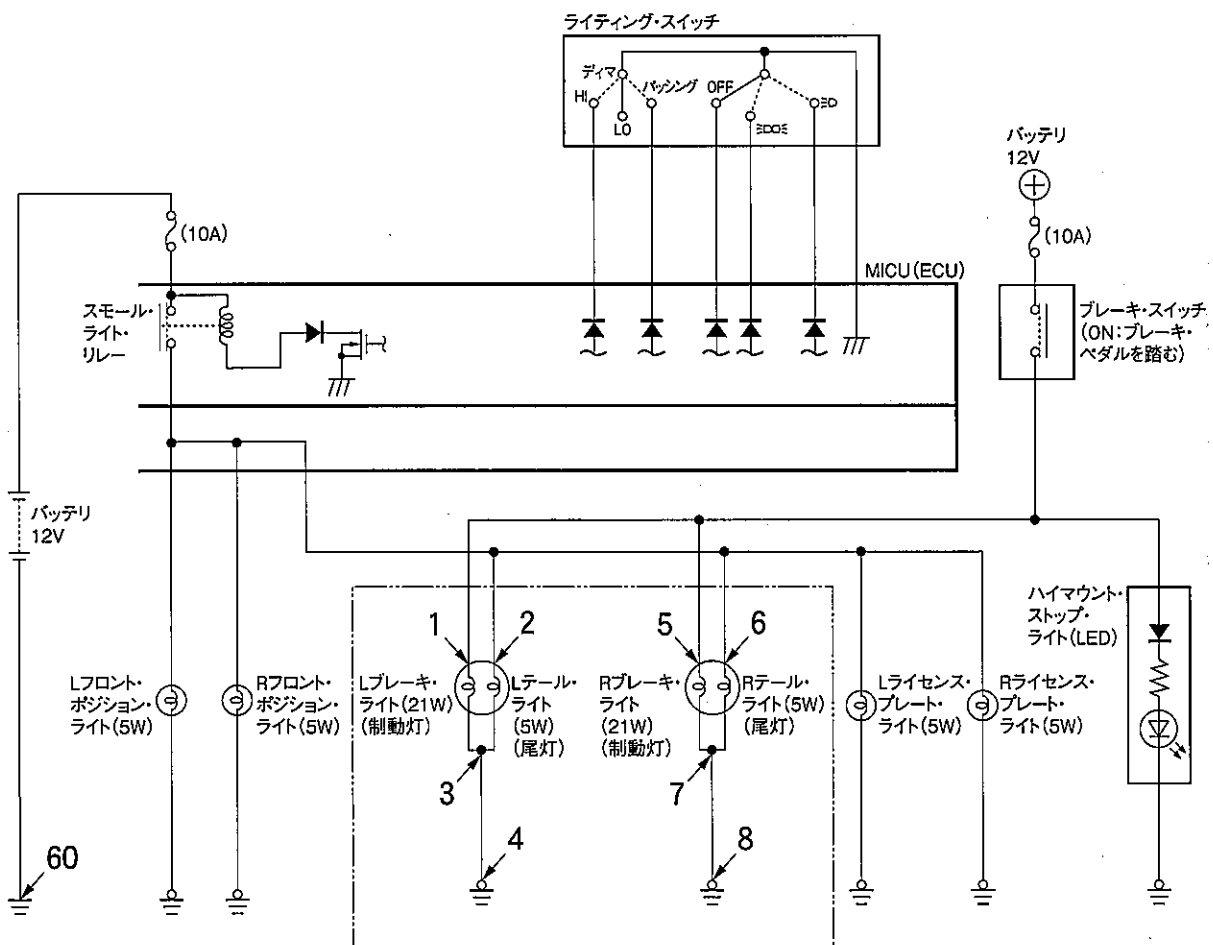 ライティング・スイッチ
ディマ
HI
LO
パッシング
OFF
バッテリ
12V
(10A)
(10A)
MICU(ECU)
スモール・
ライト・
リレー
ブレーキ・スイッチ
(ON:ブレーキ・
ペダルを踏む)
バッテリ
12V
ハイマウント・
ストップ・
ライト(LED)
1
2
5
6
Lフロント・
ポジション・
ライト(5W)
Rフロント・
ポジション・
ライト(5W)
Lブレーキ・
ライト(21W)
(制動灯)
Lテール・
ライト
(5W)
(尾灯)
Rブレーキ・
ライト
(21W)
(制動灯)
Rテール・
ライト(5W)
(尾灯)
Lライセンス・
プレート・
ライト(5W)
Rライセンス・
プレート・
ライト(5W)
3
7
4
8
60